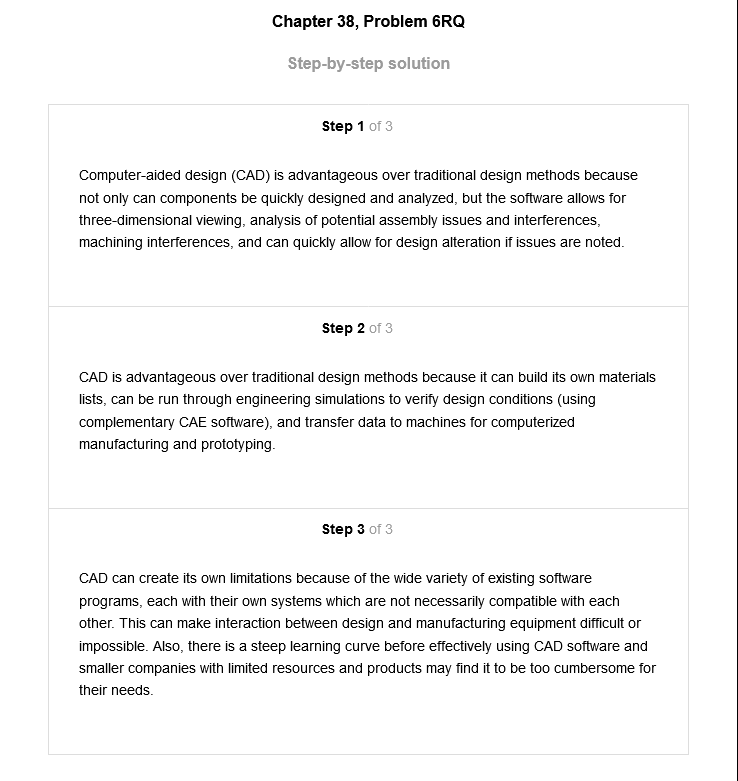 Chapter 38, Problem 6RQ
Step-by-step solution
Step 1 of 3
Computer-aided design (CAD) is advantageous over traditional design methods because
not only can components be quickly designed and analyzed, but the software allows for
three-dimensional viewing, analysis of potential assembly issues and interferences,
machining interferences, and can quickly allow for design alteration if issues are noted.
Step 2 of 3
CAD is advantageous over traditional design methods because it can build its own materials
lists, can be run through engineering simulations to verify design conditions (using
complementary CAE software), and transfer data to machines for computerized
manufacturing and prototyping.
Step 3 of 3
CAD can create its own limitations because of the wide variety of existing software
programs, each with their own systems which are not necessarily compatible with each
other. This can make interaction between design and manufacturing equipment difficult or
impossible. Also, there is a steep learning curve before effectively using CAD software and
smaller companies with limited resources and products may find it to be too cumbersome for
their needs.